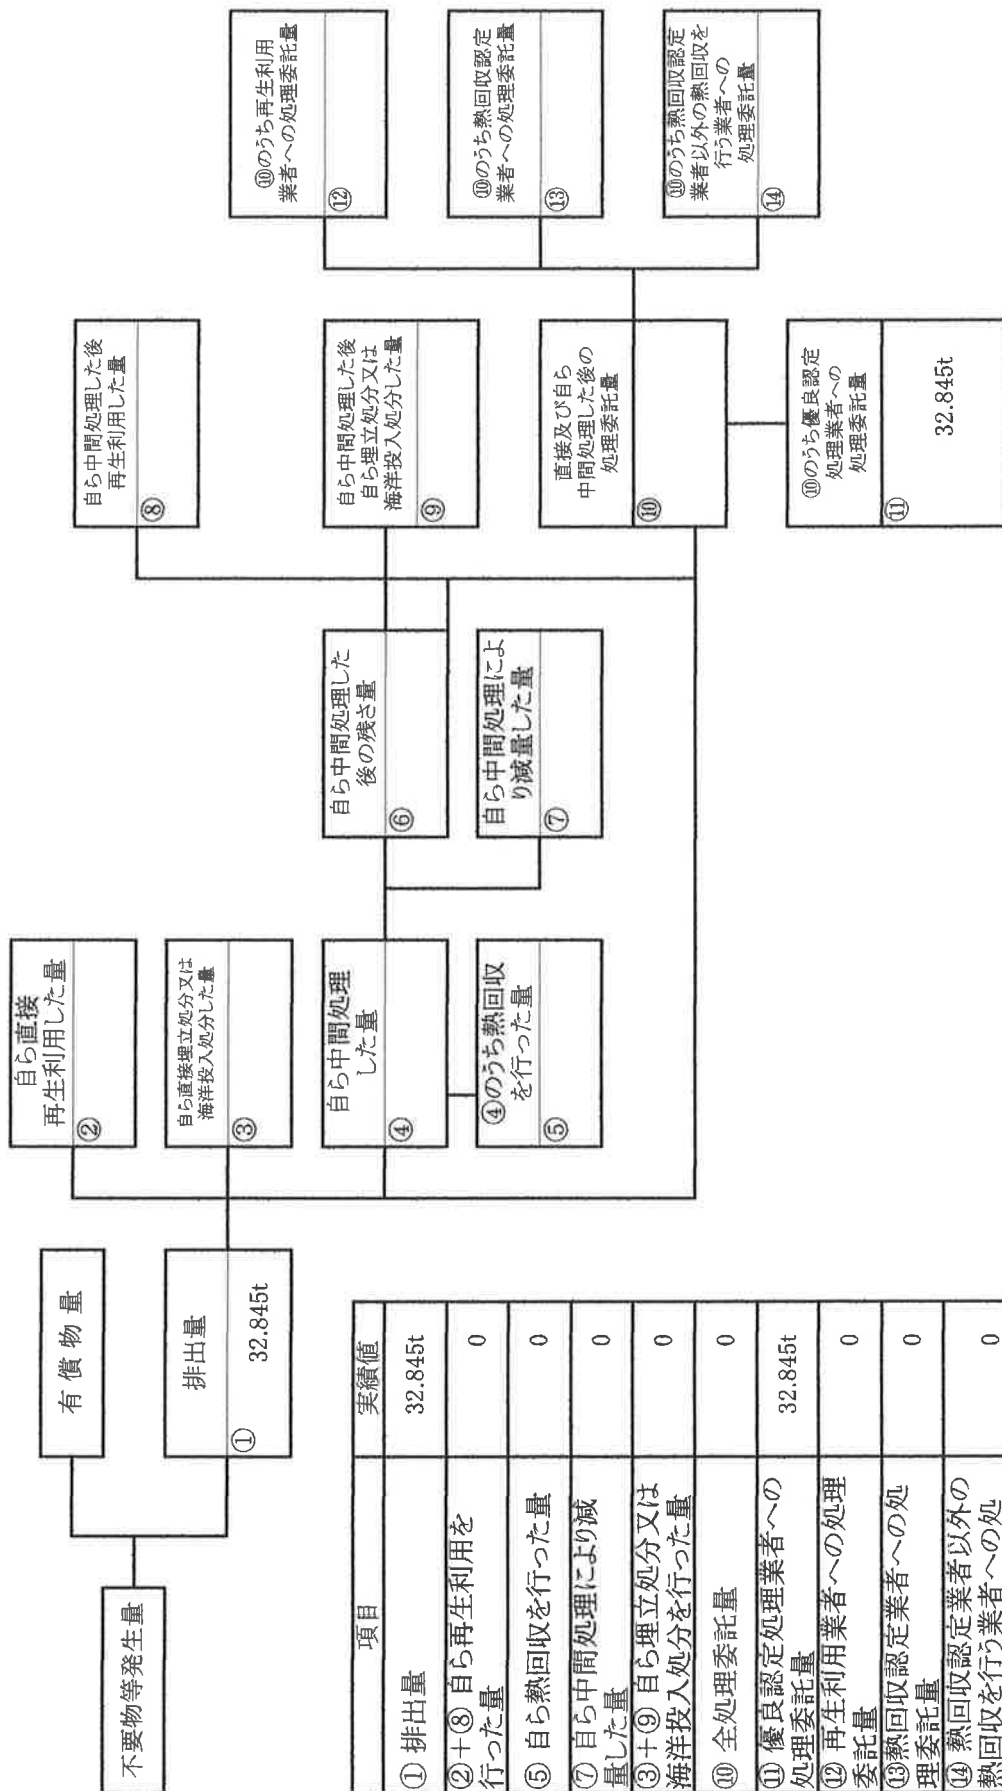 不要物等発生量
有償物量
排出量
①
32.845t
自ら直接
再生利用した量
②
自ら直接埋立処分又は
海洋投入処分した量
③
自ら中間処理
した量
④
④のうち熱回収
を行った量
⑤
自ら中間処理した
後の残さ量
⑥
自ら中間処理によ
り減量した量
⑦
自ら中間処理した後
再生利用した量
⑧
自ら中間処理した後
自ら埋立処分又は
海洋投入処分した量
⑨
直接及び自ら
中間処理した後の
処理委託量
⑩
⑩のうち優良認定
処理業者への
処理委託量
⑪
32.845t
⑩のうち再生利用
業者への処理委託量
⑫
⑩のうち熱回収認定
業者への処理委託量
⑬
⑩のうち熱回収認定
業者以外の熱回収を
行う業者への
処理委託量
⑭
項目 実績値
①排出量 32.845t
②+⑧ 自ら再生利用を
行った量 0
⑤ 自ら熱回収を行った量 0
⑦ 自ら中間処理により減
量した量 0
③+⑨ 自ら埋立処分又は
海洋投入処分を行った量 0
⑩ 全処理委託量 0
⑪ 優良認定処理業者への
処理委託量 32.845t
⑫ 再生利用業者への処理
委託量 0
⑬熱回収認定業者への処
理委託量 0
⑭ 熱回収認定業者以外の
熱回収を行う業者への処 0